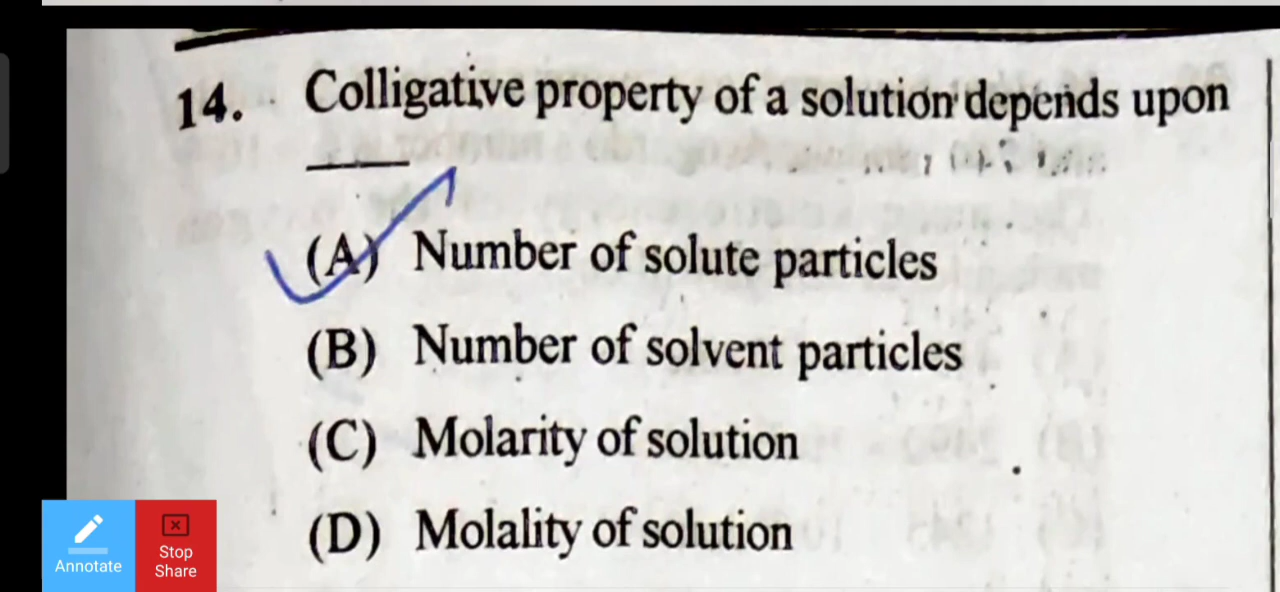 14. Colligative property of a solution depends upon
____
(A) Number of solute particles
(B) Number of solvent particles
(C) Molarity of solution
(D) Molality of solution
Annotate
Stop
Share